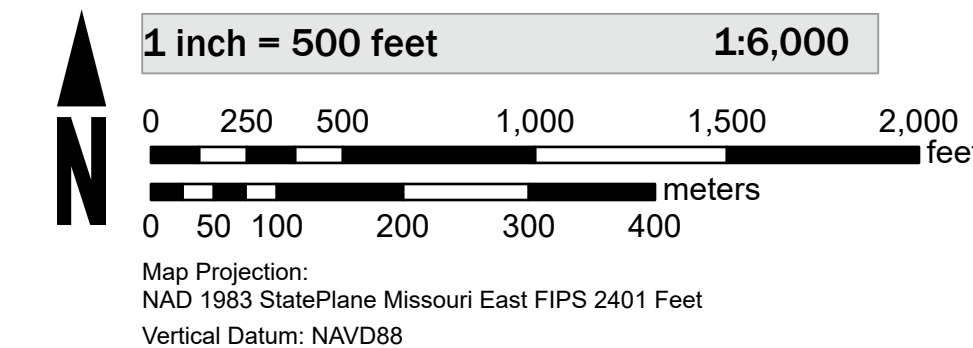 1 inch = 500 feet 1:6,000
0 250 500 1,000 1,500 2,000
feet
meters
0 50 100 200 300 400
N
Map Projection:
NAD 1983 StatePlane Missouri East FIPS 2401 Feet
Vertical Datum: NAVD88